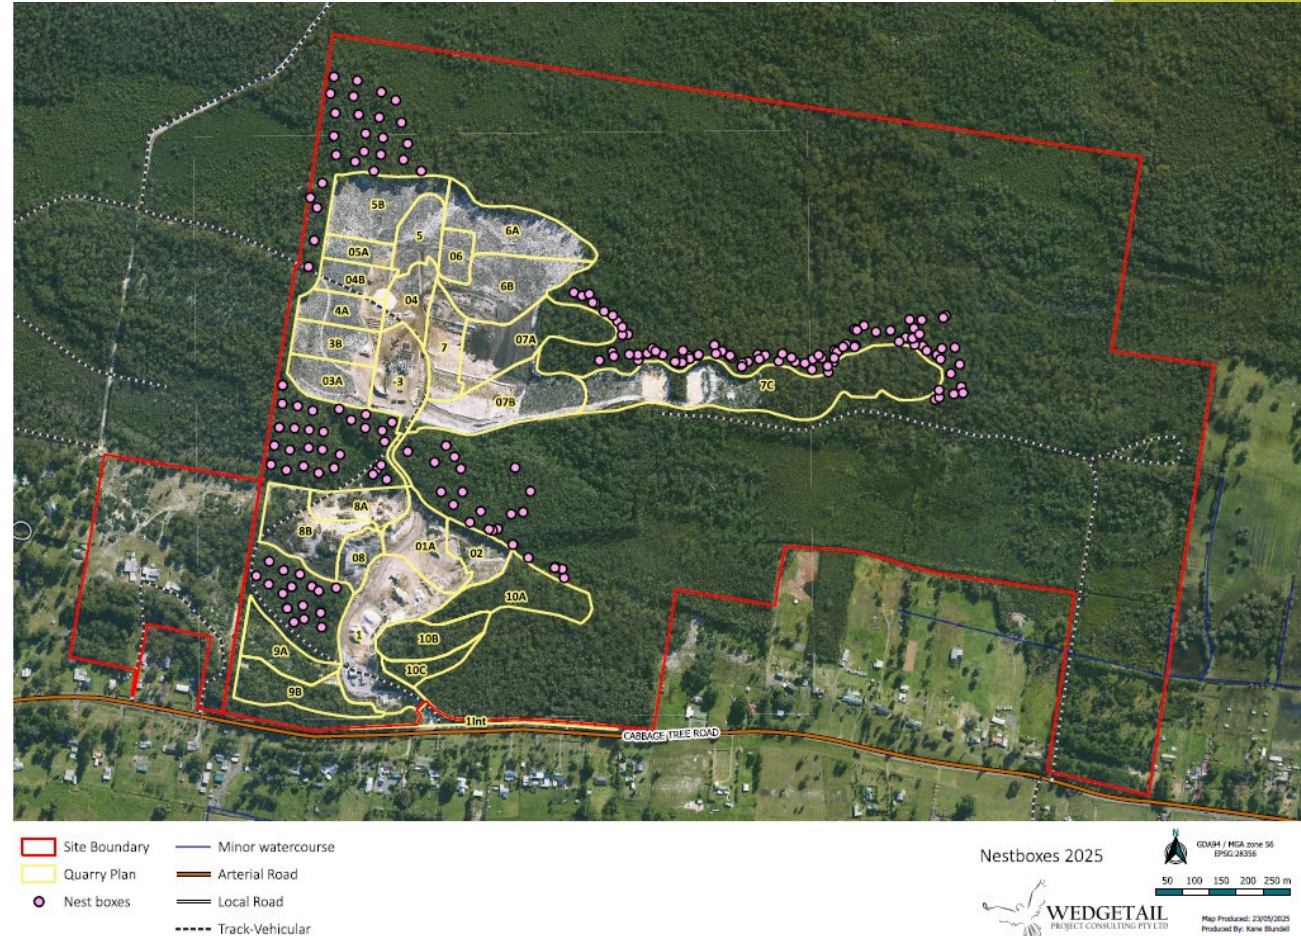 5B
6A
5
05A
06
04B
6B
04
4A
07A
3B
7
03A
-3
7C
07B
8A
8B
01A
02
08
10A
1
10B
9A
10C
9B
1Int
CABBAGE TREE ROAD
Site Boundary
Quarry Plan
Nest boxes
Minor watercourse
Arterial Road
Local Road
Track-Vehicular
Nestboxes 2025
N
GDA94 / MGA zone 56
EPSG:28356
50 100 150 200 250 m
WEDGETAIL
PROJECT CONSULTING PTY LTD
Map Produced: 23/05/2025
Produced By: Kane Blundell